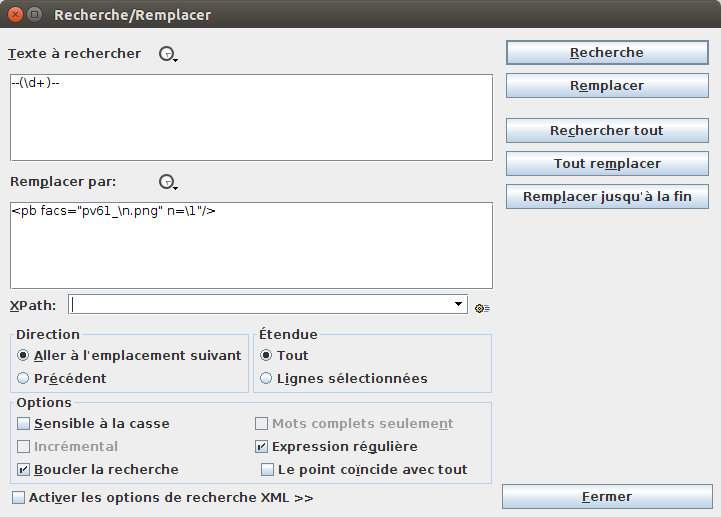 Recherche/Remplacer
Texte à rechercher
--(\d+)--
Remplacer par:
<pb facs="pv61_\n.png" n=\1"/>
XPath:
Direction
Aller à l'emplacement suivant
Précédent
Étendue
Tout
Lignes sélectionnées
Options
Sensible à la casse
Mots complets seulement
Incrémental
Expression régulière
Boucler la recherche
Le point coïncide avec tout
Activer les options de recherche XML >>
Recherche
Remplacer
Rechercher tout
Tout remplacer
Remplacer jusqu'à la fin
Fermer